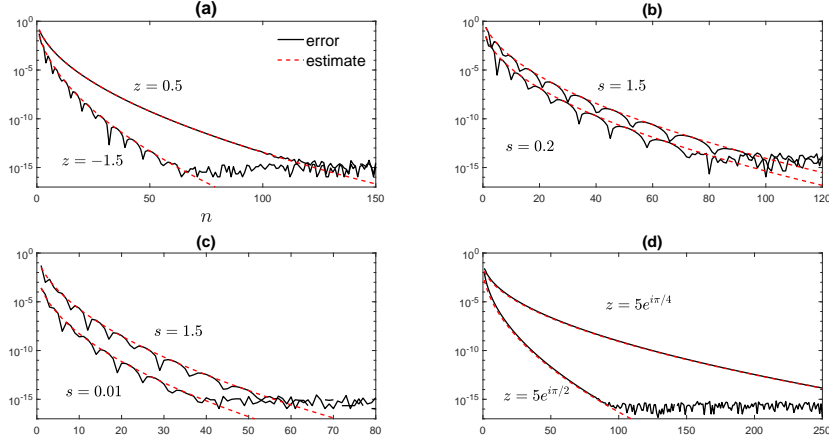 (a)
10^0
10^-5
10^-10
10^-15
error
estimate
z = 0.5
z = −1.5
0 50 100 150
n
(b)
10^0
10^-5
10^-10
10^-15
s = 1.5
s = 0.2
0 20 40 60 80 100 120
(c)
10^0
10^-5
10^-10
10^-15
s = 1.5
s = 0.01
0 10 20 30 40 50 60 70 80
(d)
10^0
10^-5
10^-10
10^-15
z = 5e^{iπ/4}
z = 5e^{iπ/2}
0 50 100 150 200 250